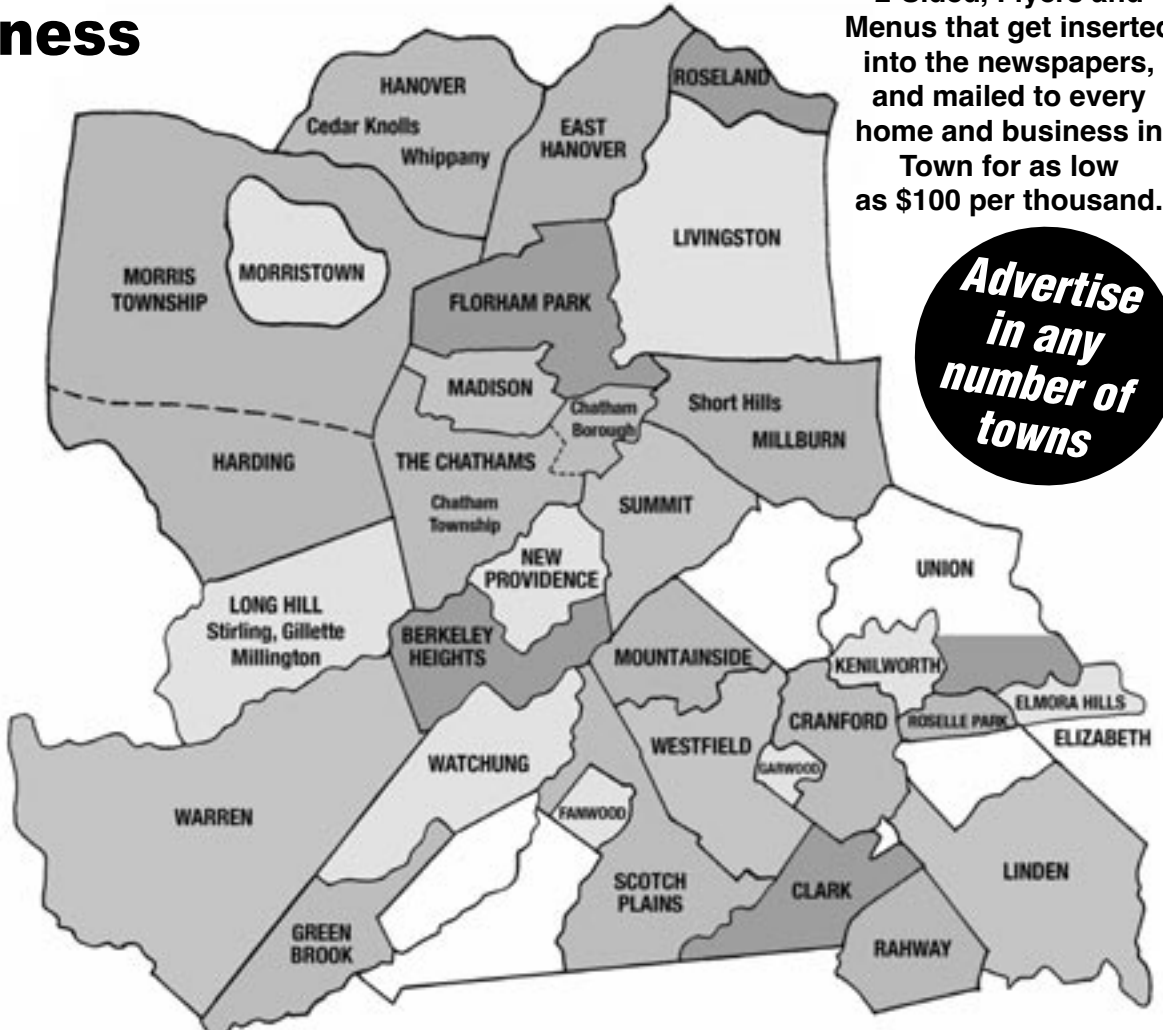 ness
Menus that get inserted
into the newspapers,
and mailed to every
home and business in
Town for as low
as $100 per thousand.
Advertise
in any
number of
towns
HANOVER
Cedar Knolls
Whippany
EAST
HANOVER
ROSELAND
LIVINGSTON
MORRIS
TOWNSHIP
MORRISTOWN
FLORHAM PARK
MADISON
Chatham
Borough
Short Hills
MILLBURN
HARDING
THE CHATHAMS
Chatham
Township
SUMMIT
NEW
PROVIDENCE
UNION
LONG HILL
Stirling, Gillette
Millington
BERKELEY
HEIGHTS
MOUNTAINSIDE
KENILWORTH
ELMORA HILLS
ROSELLE PARK
ELIZABETH
CRANFORD
WESTFIELD
GARWOOD
WATCHUNG
WARREN
FANWOOD
SCOTCH
PLAINS
CLARK
LINDEN
GREEN
BROOK
RAHWAY